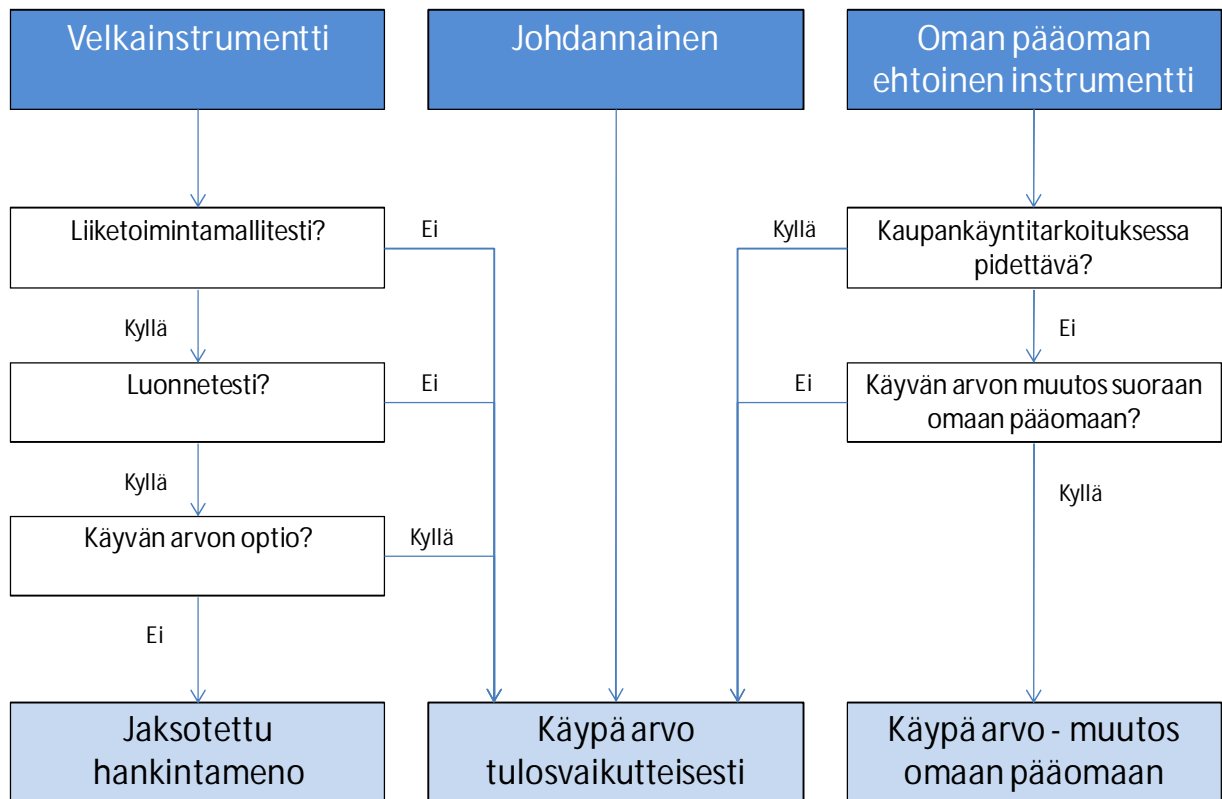 Velkainstrumentti
Johdannainen
Oman pääoman
ehtoinen instrumentti
Liiketoimintamallitesti?
Ei
Kyllä
Kaupankäyntitarkoituksessa
pidettävä?
Kyllä
Ei
Luonnetesti?
Ei
Ei
Käyvän arvon muutos suoraan
omaan pääomaan?
Kyllä
Kyllä
Käyvän arvon optio?
Kyllä
Ei
Jaksotettu
hankintameno
Käypä arvo
tulosvaikutteisesti
Käypä arvo - muutos
omaan pääomaan